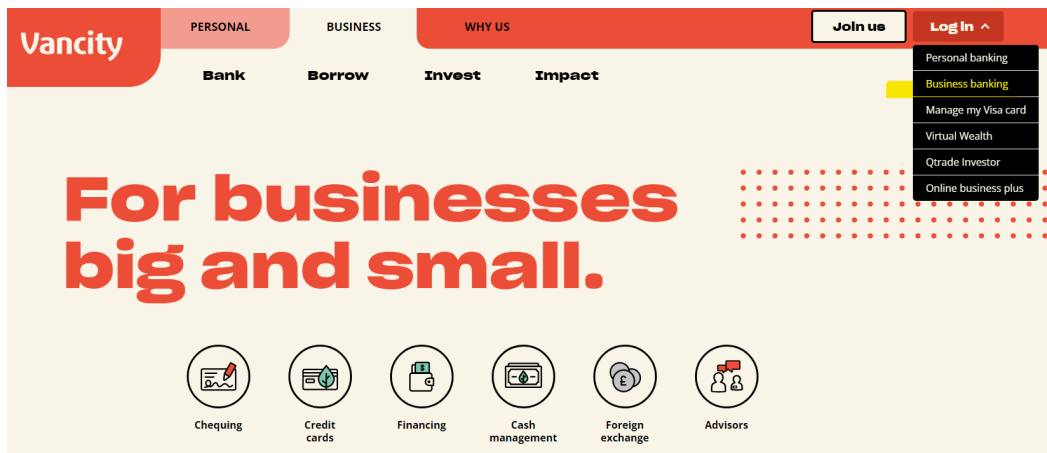 Vancity
PERSONAL
BUSINESS
WHY US
Join us
Log in
Bank
Borrow
Invest
Impact
Personal banking
Business banking
Manage my Visa card
Virtual Wealth
Qtrade Investor
Online business plus
For businesses
big and small.
Chequing
Credit
cards
Financing
Cash
management
Foreign
exchange
Advisors